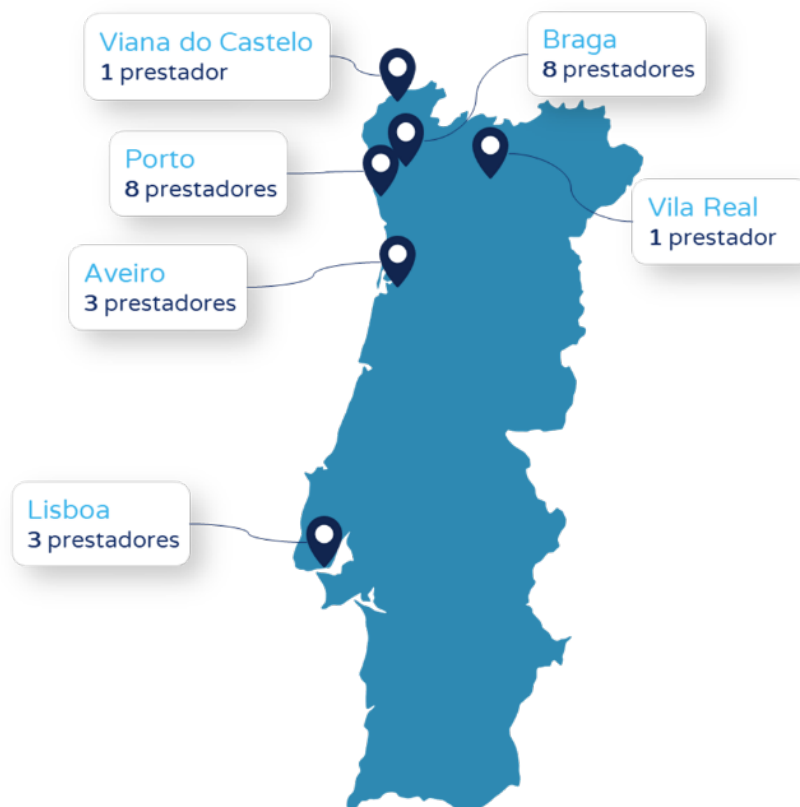 Viana do Castelo
1 prestador
Braga
8 prestadores
Porto
8 prestadores
Vila Real
1 prestador
Aveiro
3 prestadores
Lisboa
3 prestadores